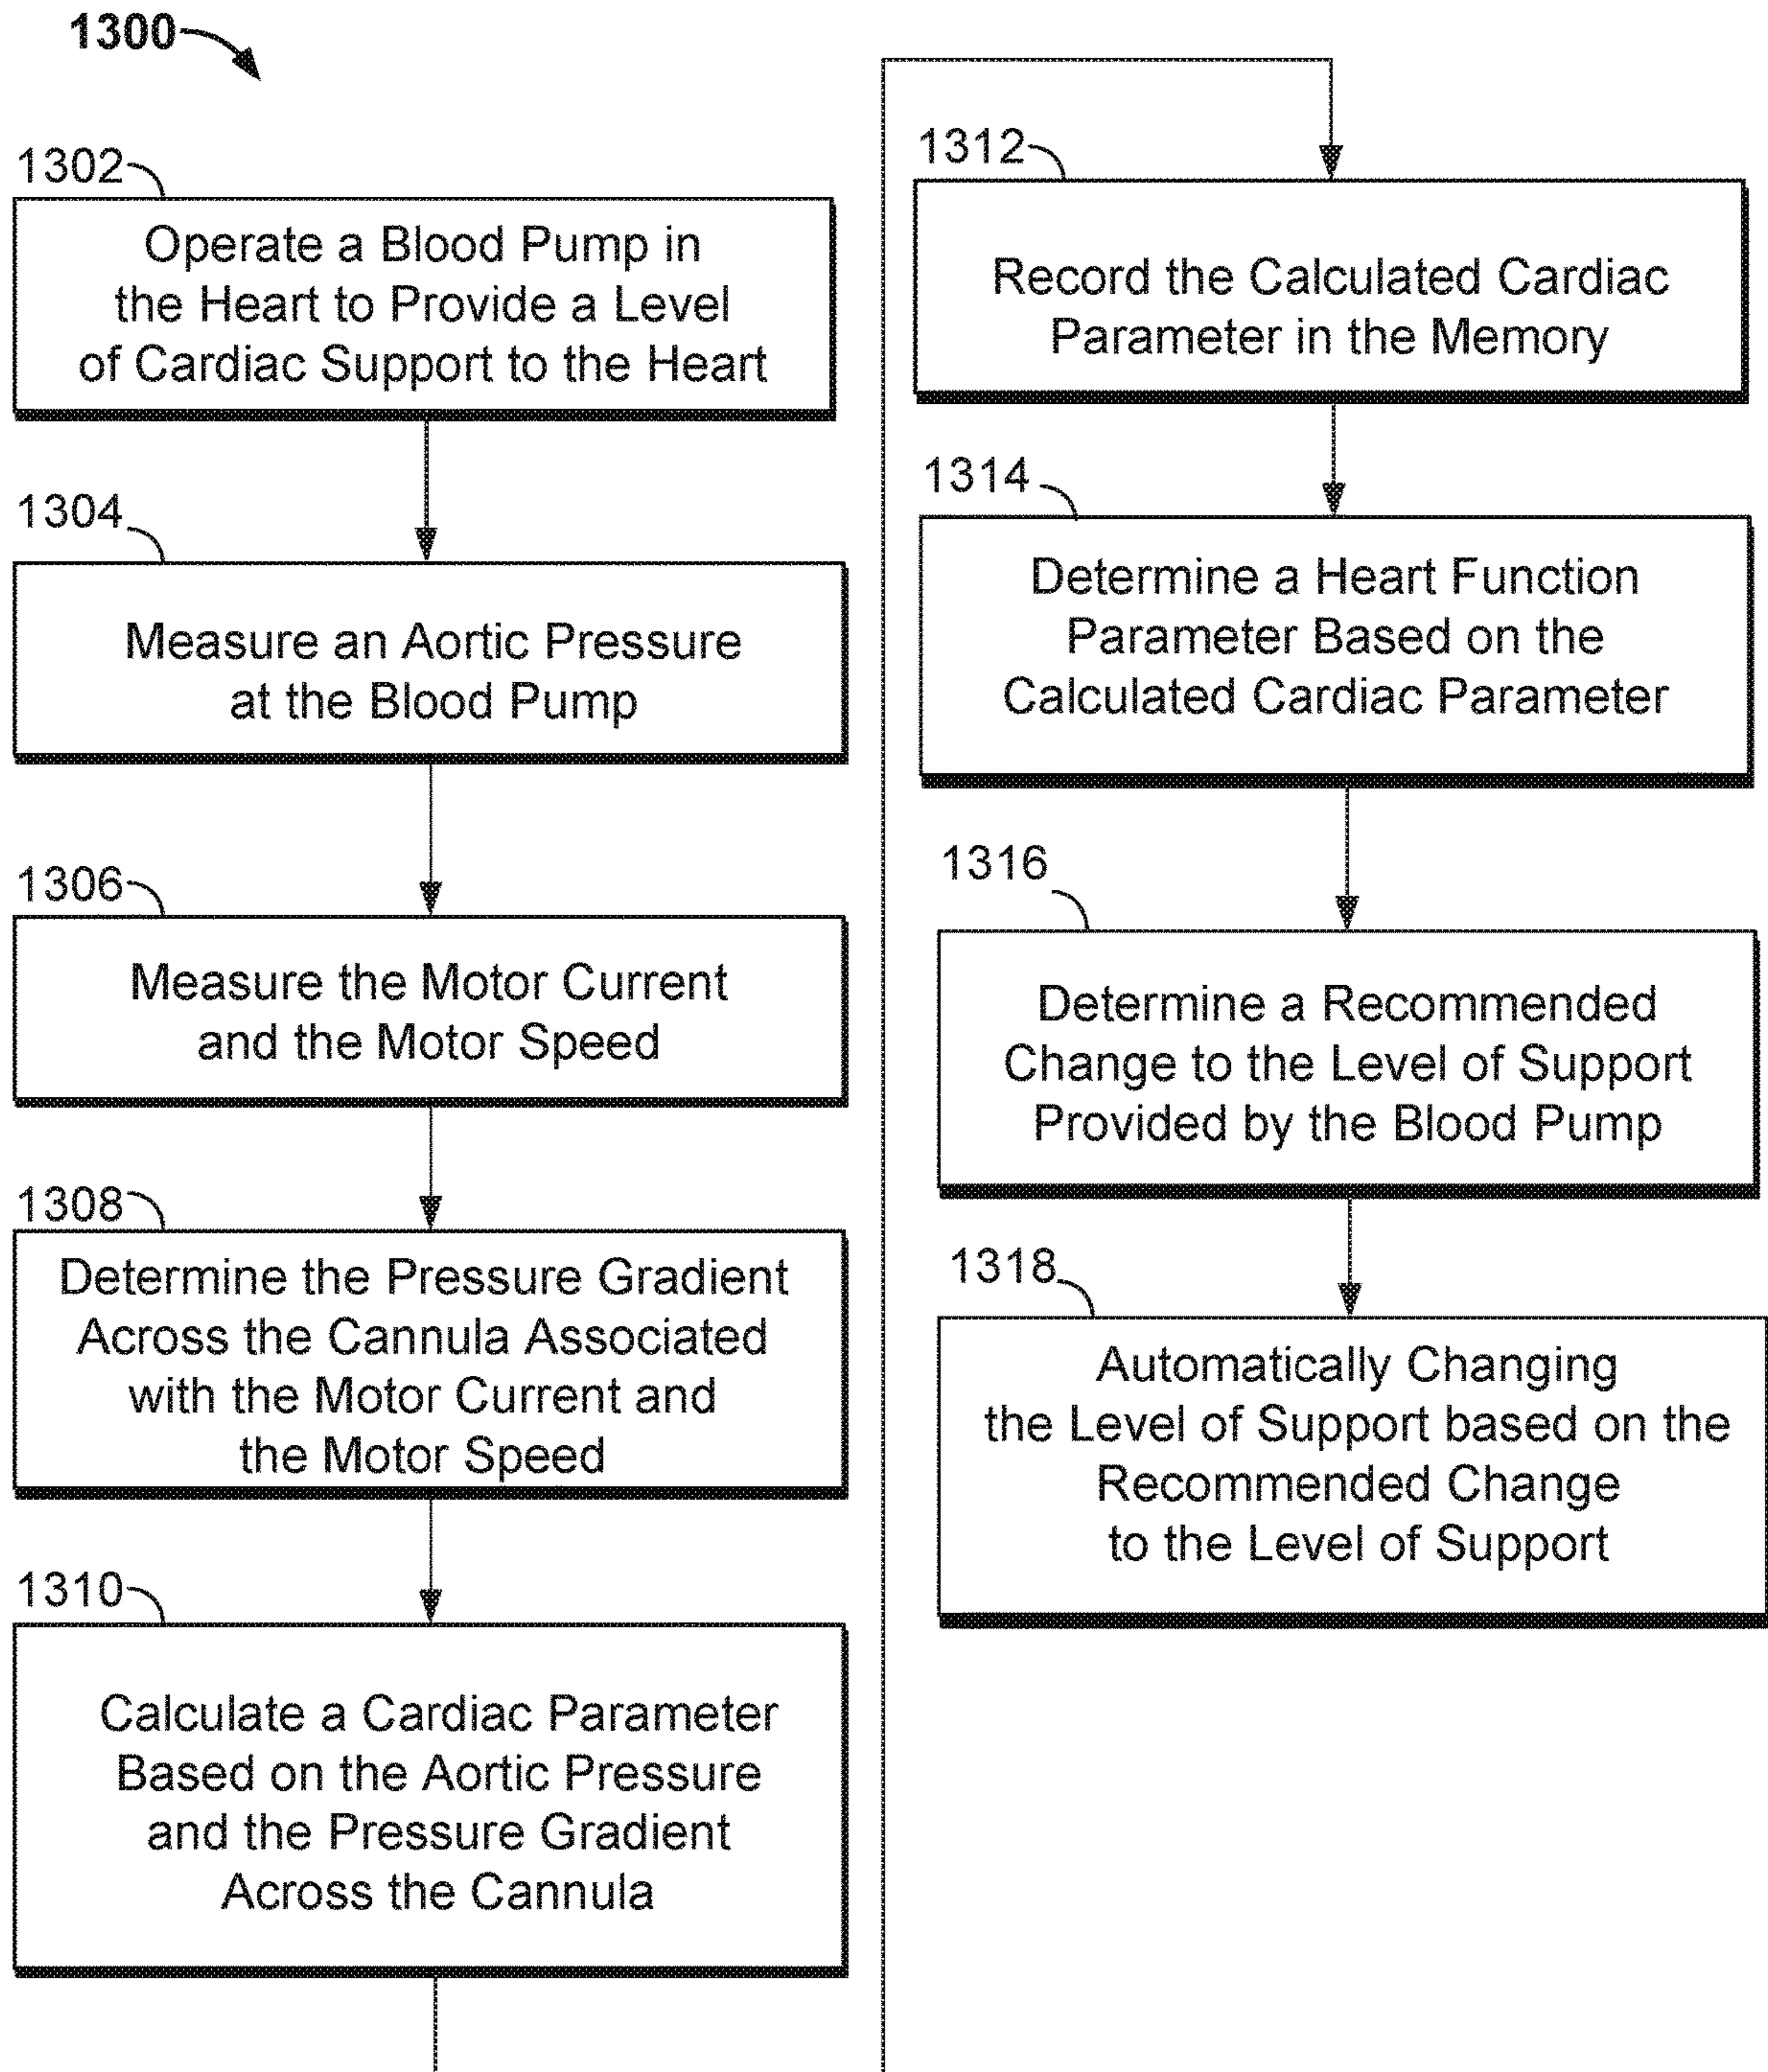 1300
1302
Operate a Blood Pump in
the Heart to Provide a Level
of Cardiac Support to the Heart
1304
Measure an Aortic Pressure
at the Blood Pump
1306
Measure the Motor Current
and the Motor Speed
1308
Determine the Pressure Gradient
Across the Cannula Associated
with the Motor Current and
the Motor Speed
1310
Calculate a Cardiac Parameter
Based on the Aortic Pressure
and the Pressure Gradient
Across the Cannula
1312
Record the Calculated Cardiac
Parameter in the Memory
1314
Determine a Heart Function
Parameter Based on the
Calculated Cardiac Parameter
1316
Determine a Recommended
Change to the Level of Support
Provided by the Blood Pump
1318
Automatically Changing
the Level of Support based on the
Recommended Change
to the Level of Support